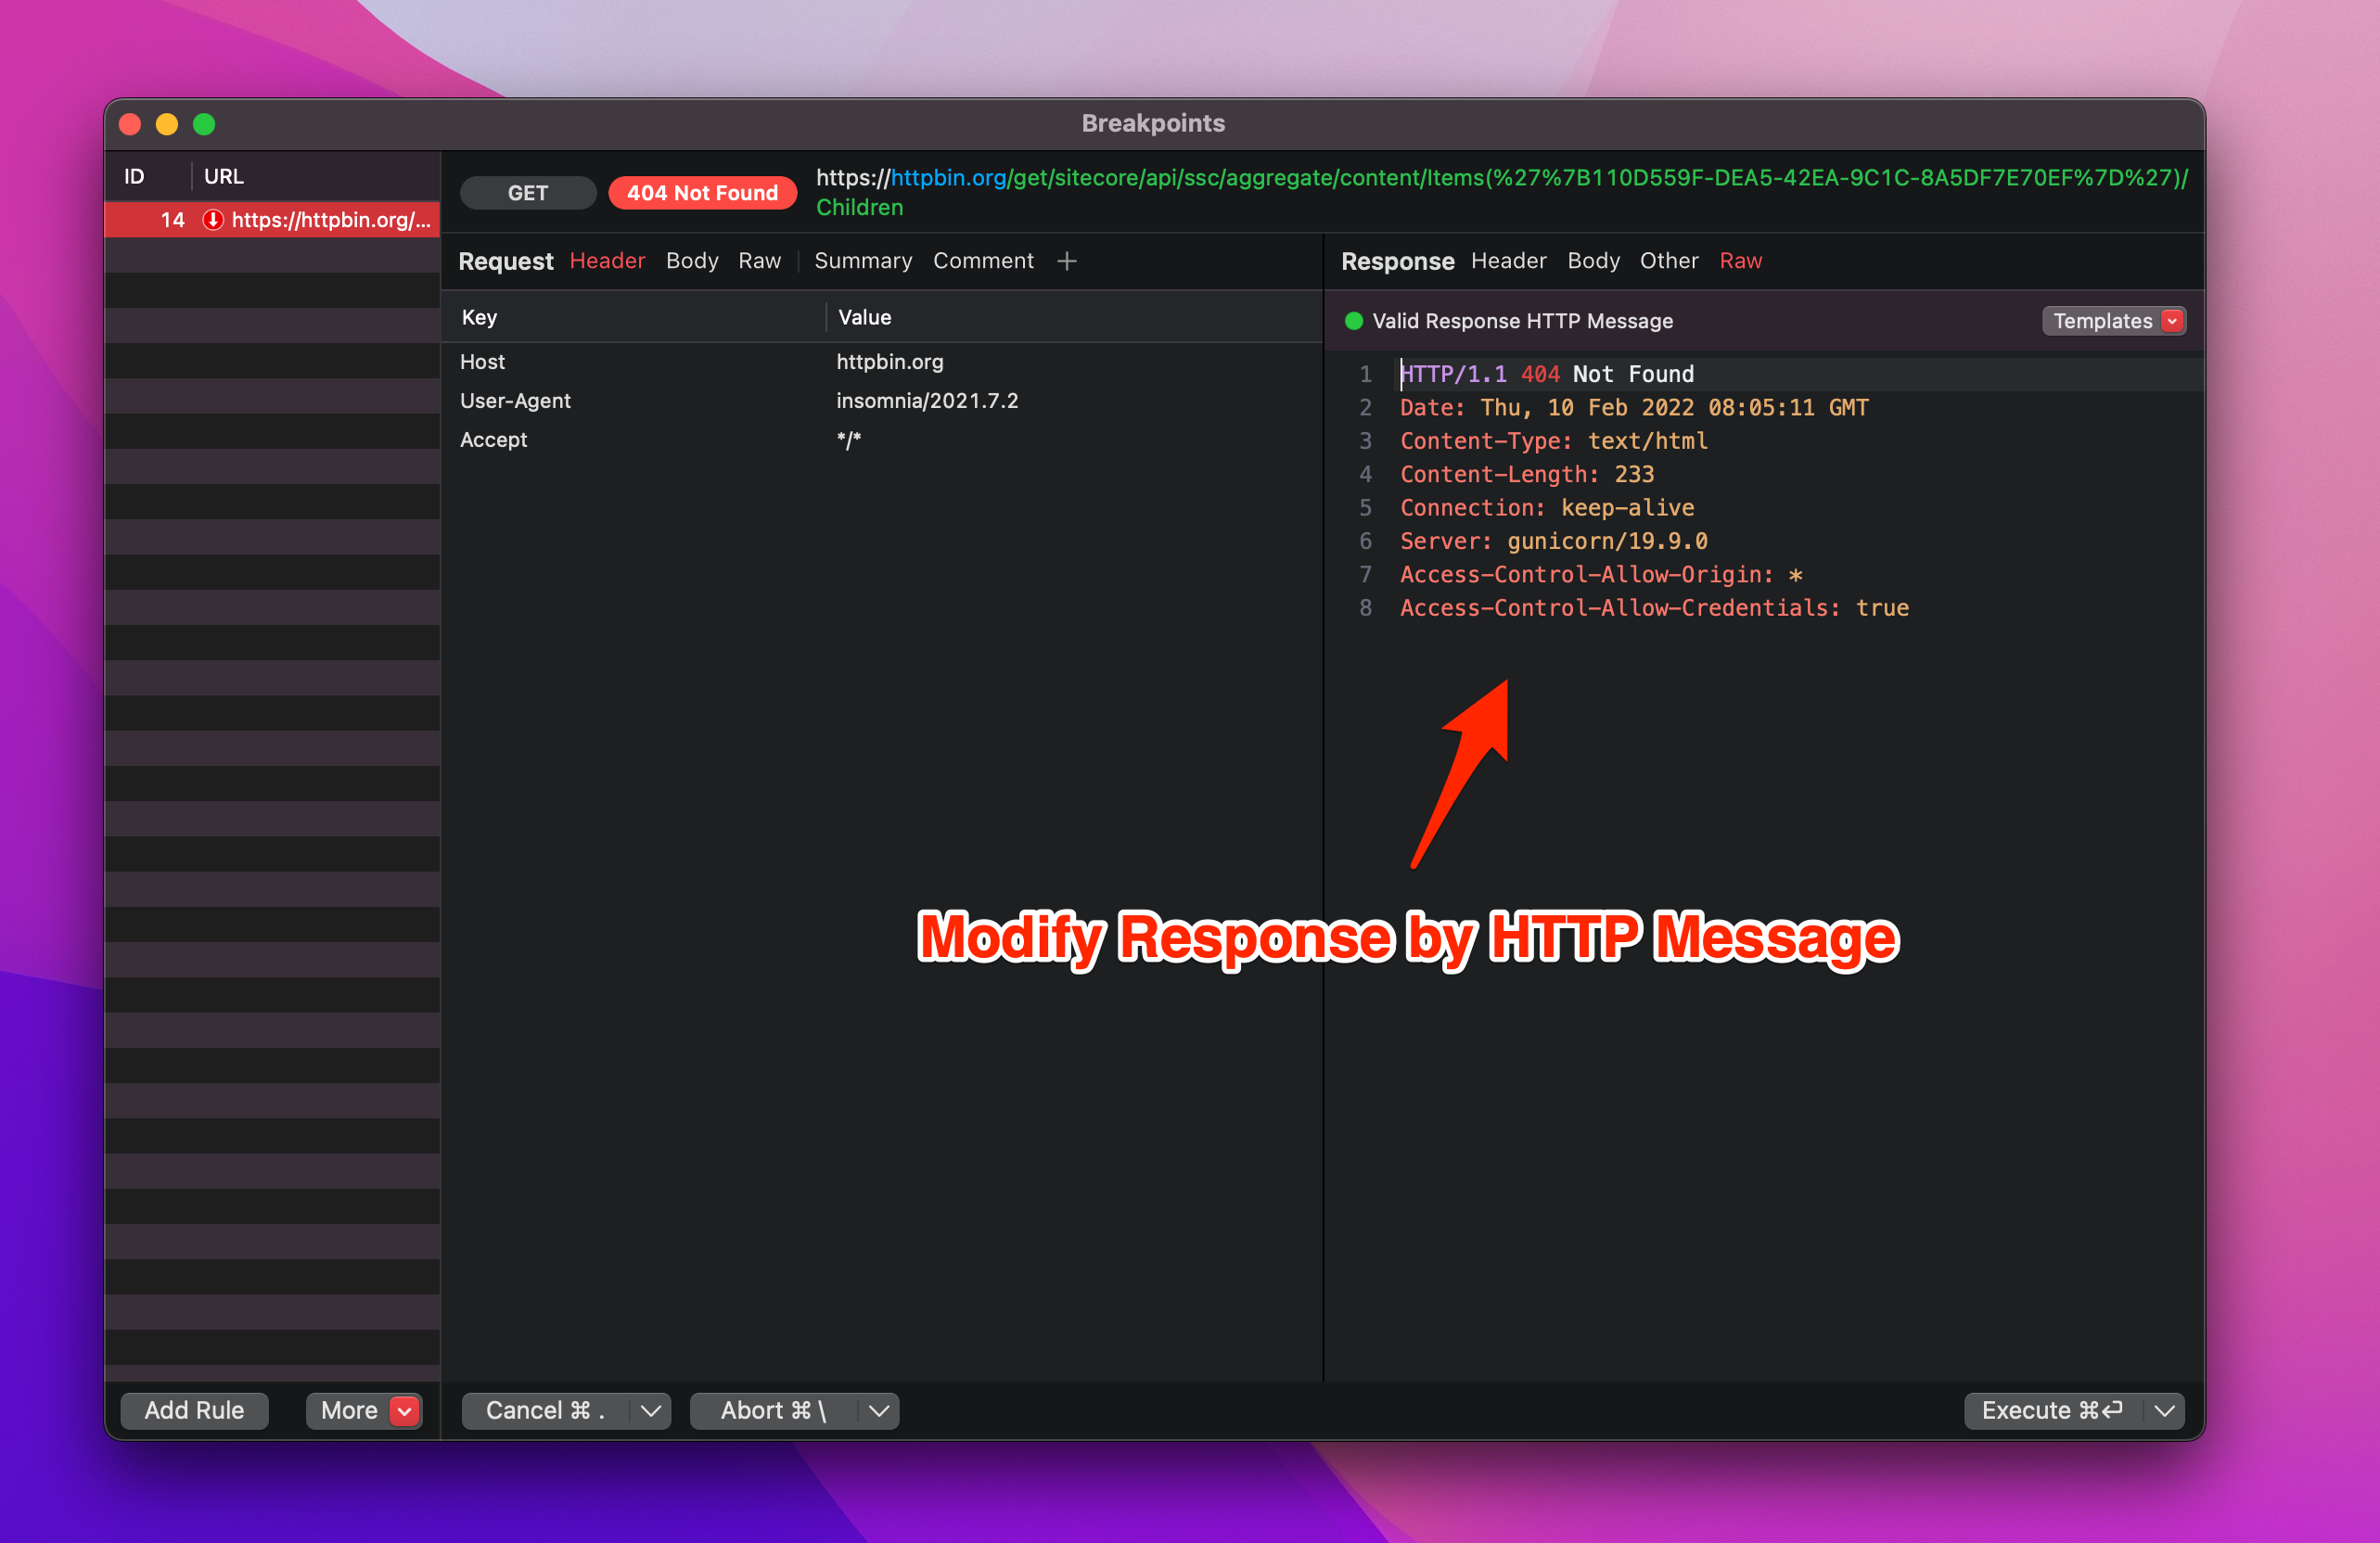 Breakpoints
ID URL
14 https://httpbin.org/...
GET 404 Not Found https://httpbin.org/get/sitecore/api/ssc/aggregate/content/Items(%27%7B110D559F-DEA5-42EA-9C1C-8A5DF7E70EF%7D%27)/
Children
Request Header Body Raw Summary Comment +
Key Value
Host httpbin.org
User-Agent insomnia/2021.7.2
Accept */*
Response Header Body Other Raw
Valid Response HTTP Message Templates
1 HTTP/1.1 404 Not Found
2 Date: Thu, 10 Feb 2022 08:05:11 GMT
3 Content-Type: text/html
4 Content-Length: 233
5 Connection: keep-alive
6 Server: gunicorn/19.9.0
7 Access-Control-Allow-Origin: *
8 Access-Control-Allow-Credentials: true
Modify Response by HTTP Message
Add Rule More Cancel ⌘ . Abort ⌘ \ Execute ⌘↩